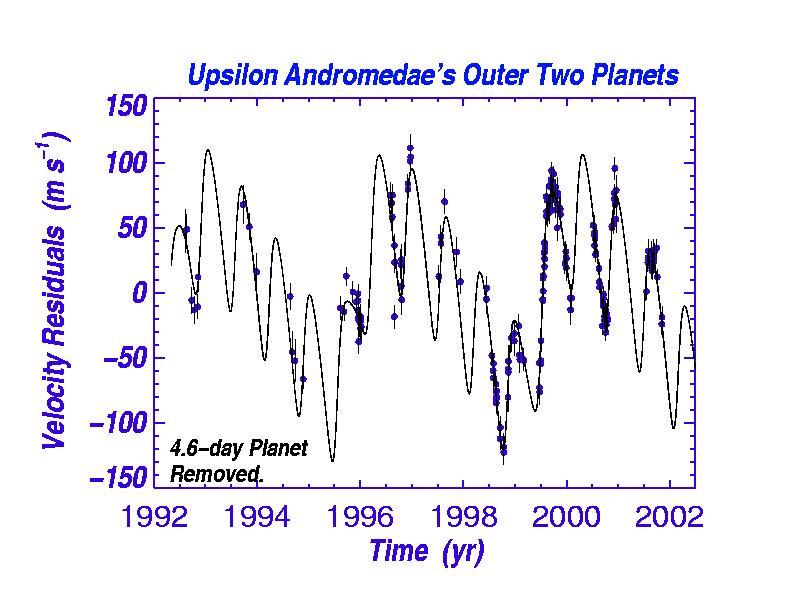 Upsilon Andromedae's Outer Two Planets
150
100
50
0
−50
−100
−150
Velocity Residuals (m s⁻¹)
4.6−day Planet
Removed.
1992 1994 1996 1998 2000 2002
Time (yr)